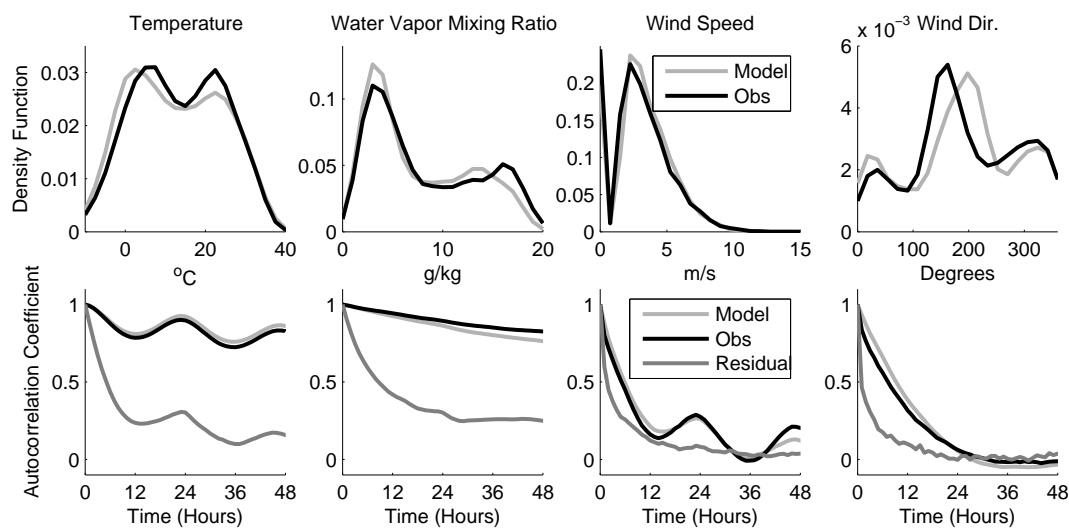 Temperature
Water Vapor Mixing Ratio
Wind Speed
x 10⁻³ Wind Dir.
Density Function
0.03
0.02
0.01
0
0 20 40
°C
0.1
0.05
0
0 5 10 15 20
g/kg
0.2
0.15
0.1
0.05
0
0 5 10 15
m/s
Model
Obs
6
4
2
0
0 100 200 300
Degrees
Autocorrelation Coefficient
1
0.5
0
0 12 24 36 48
Time (Hours)
1
0.5
0
0 12 24 36 48
Time (Hours)
1
0.5
0
0 12 24 36 48
Time (Hours)
Model
Obs
Residual
1
0.5
0
0 12 24 36 48
Time (Hours)